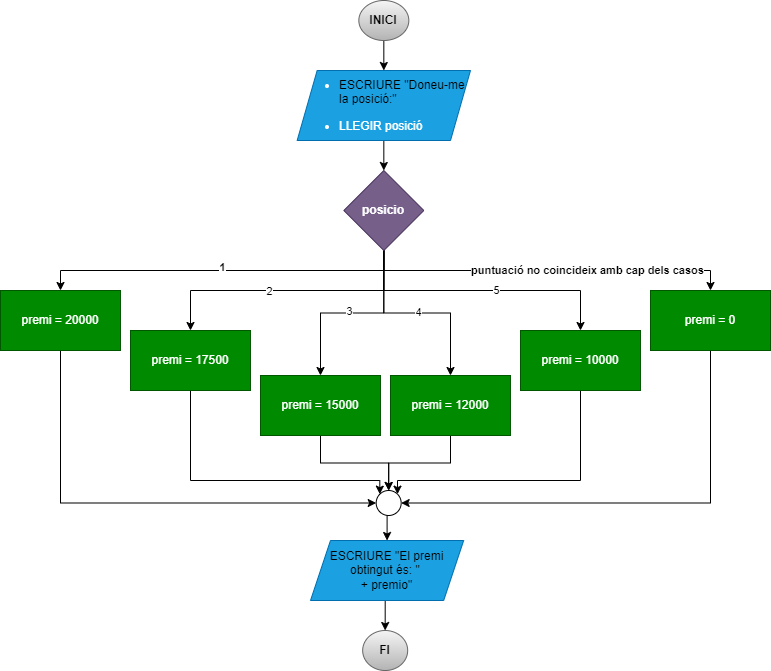 INICI
ESCRIURE "Doneu-me
la posició:"
LLEGIR posició
posicio
1
puntuació no coincideix amb cap dels casos
2
5
3
4
premi = 20000
premi = 0
premi = 17500
premi = 10000
premi = 15000
premi = 12000
ESCRIURE "El premi
obtingut és: "
+ premio"
FI